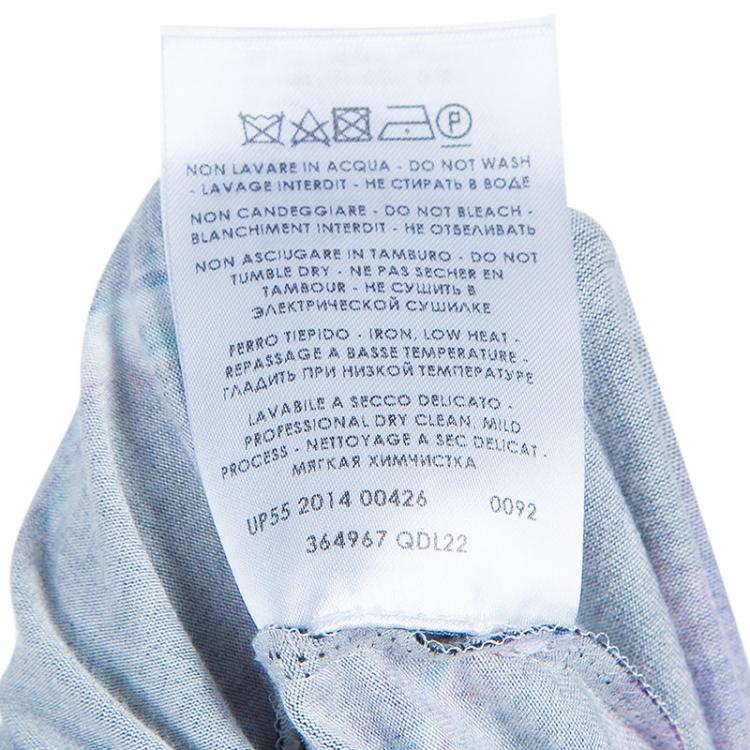 P
NON LAVARE IN ACQUA - DO NOT WASH
- LAVAGE INTERDIT - НЕ СТИРАТЬ В ВОДЕ
NON CANDEGGIARE - DO NOT BLEACH -
BLANCHIMENT INTERDIT - НЕ ОТБЕЛИВАТЬ
NON ASCIUGARE IN TAMBURO - DO NOT
TUMBLE DRY - NE PAS SECHER EN
TAMBOUR - НЕ СУШИТЬ В
ЭЛЕКТРИЧЕСКОЙ СУШИЛКЕ
FERRO TIEPIDO - IRON, LOW HEAT -
REPASSAGE A BASSE TEMPERATURE -
ГЛАДИТЬ ПРИ НИЗКОЙ ТЕМПЕРАТУРЕ
LAVABILE A SECCO DELICATO -
PROFESSIONAL DRY CLEAN, MILD
PROCESS - NETTOYAGE A SEC DELICAT -
МЯГКАЯ ХИМЧИСТКА
UP55 2014 00426 0092
364967 QDL22